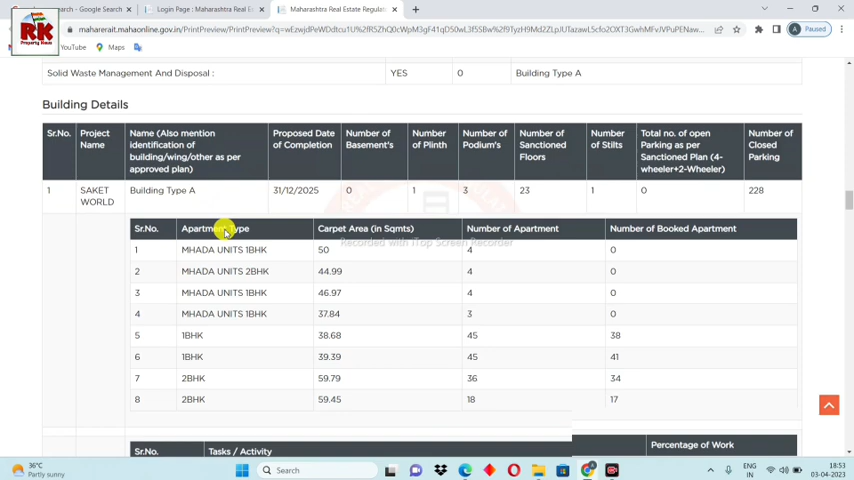 RK
Property News
- Google Search
Login Page : Maharashtra Real Es
Maharashtra Real Estate Regulato
maharerait.mahaonline.gov.in/PrintPreview/PrintPreview?q=
Paused
YouTube
Maps
Solid Waste Management And Disposal : YES 0 Building Type A
Building Details
Sr.No. Project Name Name (Also mention identification of building/wing/other as per approved plan) Proposed Date of Completion Number of Basement's Number of Plinth Number of Podium's Number of Sanctioned Floors Number of Stilts Total no. of open Parking as per Sanctioned Plan (4-wheeler+2-Wheeler) Number of Closed Parking
1 SAKET WORLD Building Type A 31/12/2025 0 1 3 23 1 0 228
Sr.No. Apartment Type Carpet Area (in Sqmts) Number of Apartment Number of Booked Apartment
Recorded with iTop Screen Recorder
1 MHADA UNITS 1BHK 50 4 0
2 MHADA UNITS 2BHK 44.99 4 0
3 MHADA UNITS 1BHK 46.97 4 0
4 MHADA UNITS 1BHK 37.84 3 0
5 1BHK 38.68 45 38
6 1BHK 39.39 45 41
7 2BHK 59.79 36 34
8 2BHK 59.45 18 17
Sr.No. Tasks / Activity Percentage of Work
36°C
Partly sunny
Search
ENG
IN
18:53
03-04-2023